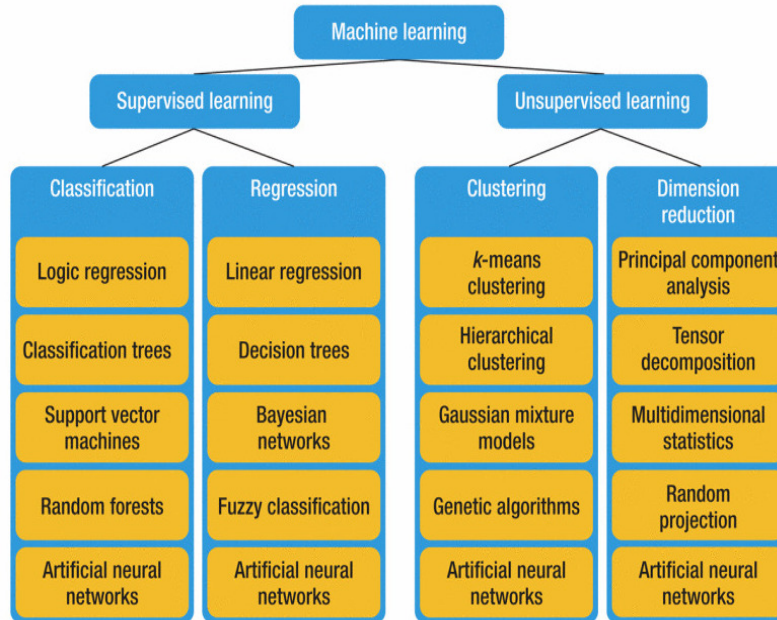 Machine learning
Supervised learning
Unsupervised learning
Classification
Logic regression
Classification trees
Support vector
machines
Random forests
Artificial neural
networks
Regression
Linear regression
Decision trees
Bayesian
networks
Fuzzy classification
Artificial neural
networks
Clustering
k-means
clustering
Hierarchical
clustering
Gaussian mixture
models
Genetic algorithms
Artificial neural
networks
Dimension
reduction
Principal component
analysis
Tensor
decomposition
Multidimensional
statistics
Random
projection
Artificial neural
networks